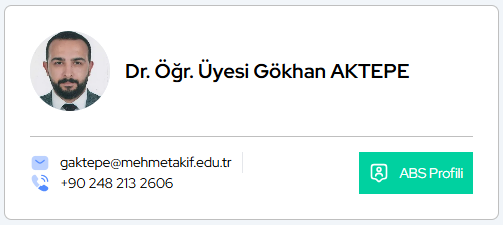 Dr. Öğr. Üyesi Gökhan AKTEPE
gaktepe@mehmetakif.edu.tr
+90 248 213 2606
ABS Profili